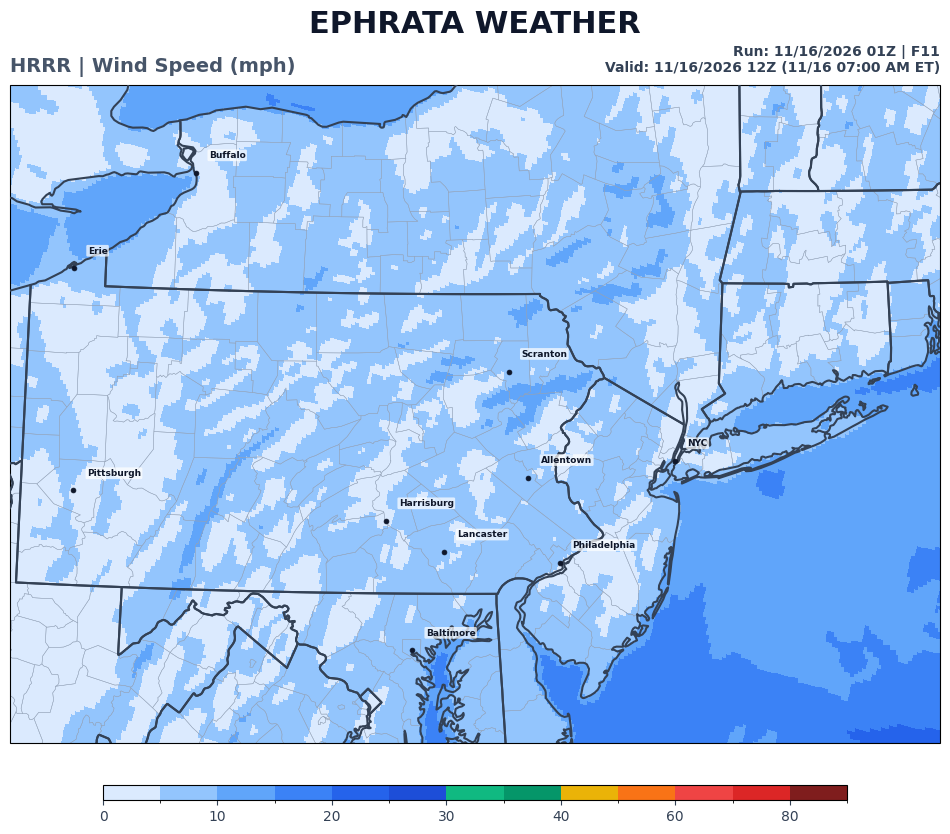 EPHRATA WEATHER
HRRR | Wind Speed (mph)
Run: 11/16/2026 01Z | F11
Valid: 11/16/2026 12Z (11/16 07:00 AM ET)
Buffalo
Erie
Scranton
NYC
Allentown
Pittsburgh
Harrisburg
Lancaster
Philadelphia
Baltimore
0 10 20 30 40 60 80